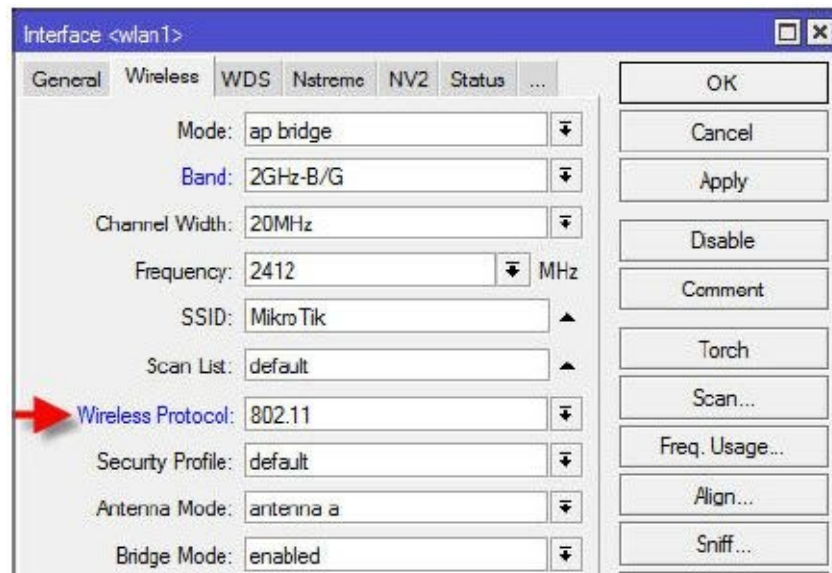 Interface <wlan1>
General Wireless WDS Nstreme NV2 Status ...
Mode: ap bridge
Band: 2GHz-B/G
Channel Width: 20MHz
Frequency: 2412 MHz
SSID: MikroTik
Scan List: default
Wireless Protocol: 802.11
Security Profile: default
Antenna Mode: antenna a
Bridge Mode: enabled
OK
Cancel
Apply
Disable
Comment
Torch
Scan...
Freq. Usage...
Align...
Sniff...